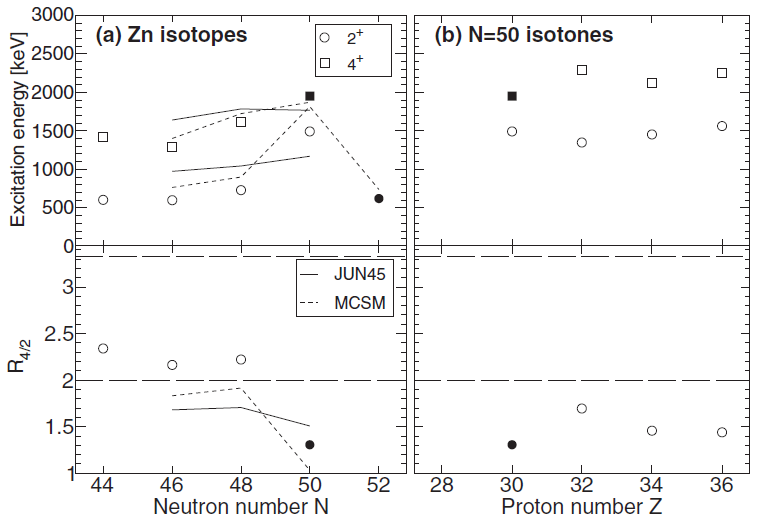 (a) Zn isotopes
(b) N=50 isotones
2+
4+
Excitation energy [keV]
3000
2500
2000
1500
1000
500
0
JUN45
MCSM
R4/2
3
2.5
2
1.5
1
44 46 48 50 52
28 30 32 34 36
Neutron number N
Proton number Z